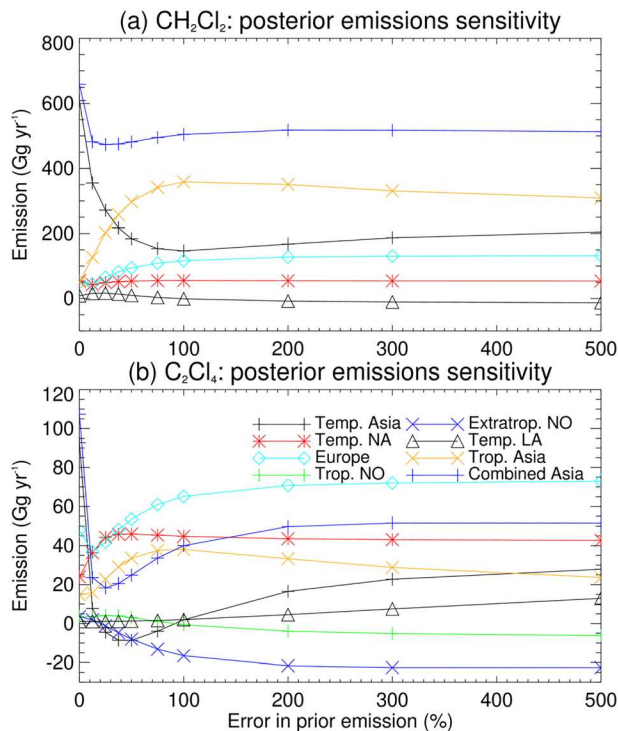 (a) CH₂Cl₂: posterior emissions sensitivity
800
600
400
200
0
Emission (Gg yr⁻¹)
0 100 200 300 400 500
(b) C₂Cl₄: posterior emissions sensitivity
120
100
80
60
40
20
0
-20
Emission (Gg yr⁻¹)
Temp. Asia Extratrop. NO
Temp. NA Temp. LA
Europe Trop. Asia
Trop. NO Combined Asia
0 100 200 300 400 500
Error in prior emission (%)